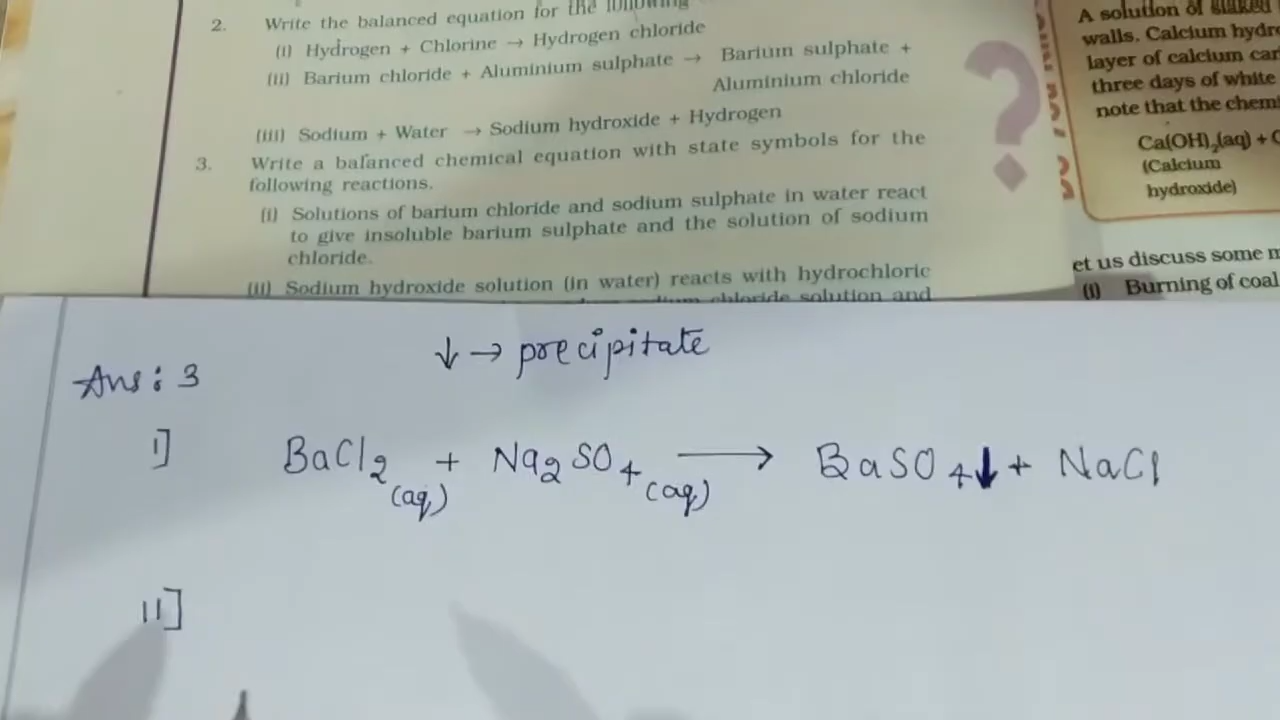 2. Write the balanced equation for the following
(i) Hydrogen + Chlorine → Hydrogen chloride
(ii) Barium chloride + Aluminium sulphate → Barium sulphate +
Aluminium chloride
(iii) Sodium + Water → Sodium hydroxide + Hydrogen
3. Write a balanced chemical equation with state symbols for the
following reactions.
(i) Solutions of barium chloride and sodium sulphate in water react
to give insoluble barium sulphate and the solution of sodium
chloride.
(ii) Sodium hydroxide solution (in water) reacts with hydrochloric
chloride solution and
?
A solution of slaked
walls. Calcium hydr
layer of calcium car
three days of white
note that the chem
Ca(OH)₂(aq) + C
(Calcium
hydroxide)
et us discuss some m
(i) Burning of coal
↓ → precipitate
Ans: 3
i] BaCl₂(aq) + Na₂SO₄(aq) ⟶ BaSO₄↓ + NaCl
ii]